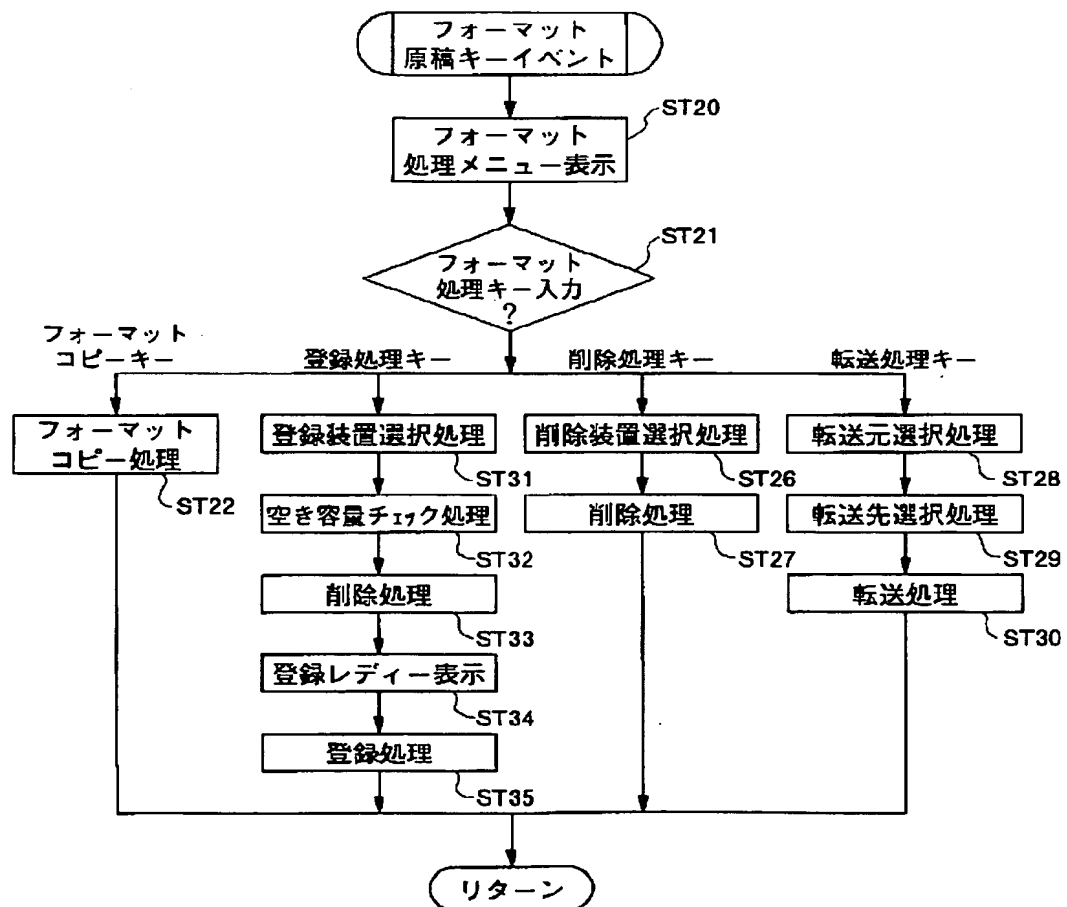 フォーマット
原稿キーイベント
ST20
フォーマット
処理メニュー表示
ST21
フォーマット
処理キー入力
?
フォーマット
コピーキー
登録処理キー
削除処理キー
転送処理キー
フォーマット
コピー処理
ST22
登録装置選択処理
ST31
空き容量チェック処理
ST32
削除処理
ST33
登録レディー表示
ST34
登録処理
ST35
削除装置選択処理
ST26
削除処理
ST27
転送元選択処理
ST28
転送先選択処理
ST29
転送処理
ST30
リターン